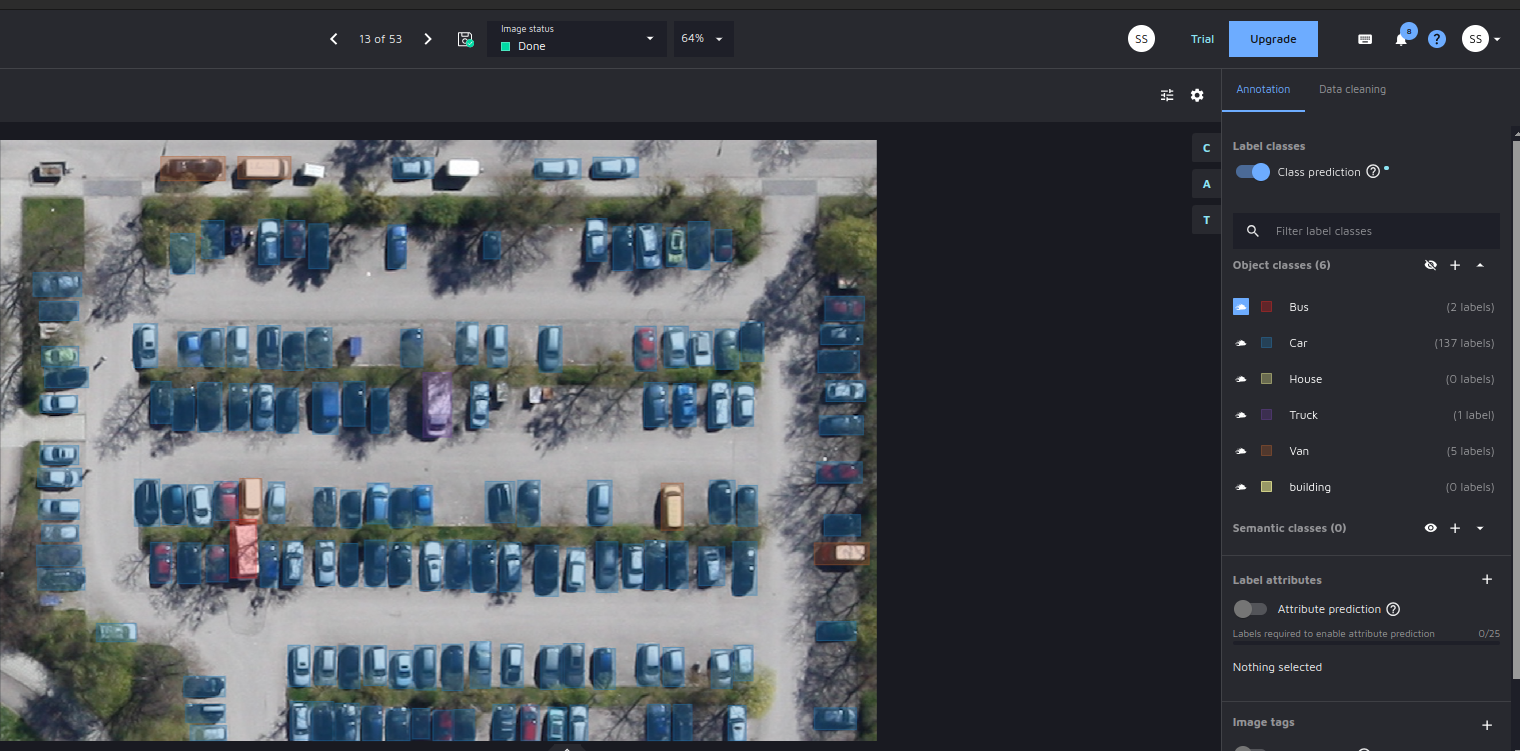 13 of 53
Image status
Done
64%
SS
Trial
Upgrade
8
?
SS
Annotation
Data cleaning
C
A
T
Label classes
Class prediction ?
Filter label classes
Object classes (6)
Bus (2 labels)
Car (137 labels)
House (0 labels)
Truck (1 label)
Van (5 labels)
building (0 labels)
Semantic classes (0)
Label attributes
Attribute prediction ?
Labels required to enable attribute prediction 0/25
Nothing selected
Image tags